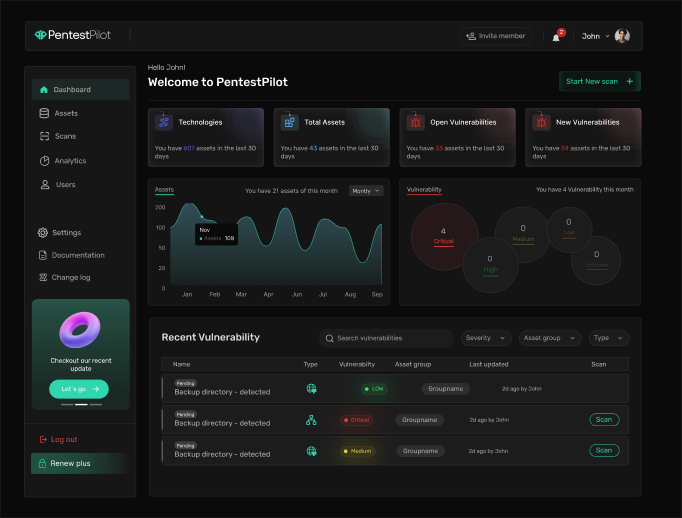 PentestPilot
Invite member
2
John
Hello John!
Welcome to PentestPilot
Start New scan +
Dashboard
Assets
Scans
Analytics
Users
Settings
Documentation
Change log
Checkout our recent
update
Let's go →
Log out
Renew plus
Technologies
You have 607 assets in the last 30
days
Total Assets
You have 43 assets in the last 30
days
Open Vulnerabilities
You have 33 assets in the last 30
days
New Vulnerabilities
You have 54 assets in the last 30
days
Assets
You have 21 assets of this month
Montly
200
100
50
20
0
Nov
Assets 109
Jan Feb Mar Apr Jun Jul Aug Sep
Vulnerability
You have 4 Vulnerability this month
4
Critical
0
High
0
Medium
0
Low
0
Recent Vulnerability
Search vulnerabilities
Severity
Asset group
Type
Name Type Vulnerability Asset group Last updated Scan
Pending
Backup directory - detected LOW Groupname 2d ago by John
Pending
Backup directory - detected Critical Groupname 2d ago by John Scan
Pending
Backup directory - detected Medium Groupname 2d ago by John Scan